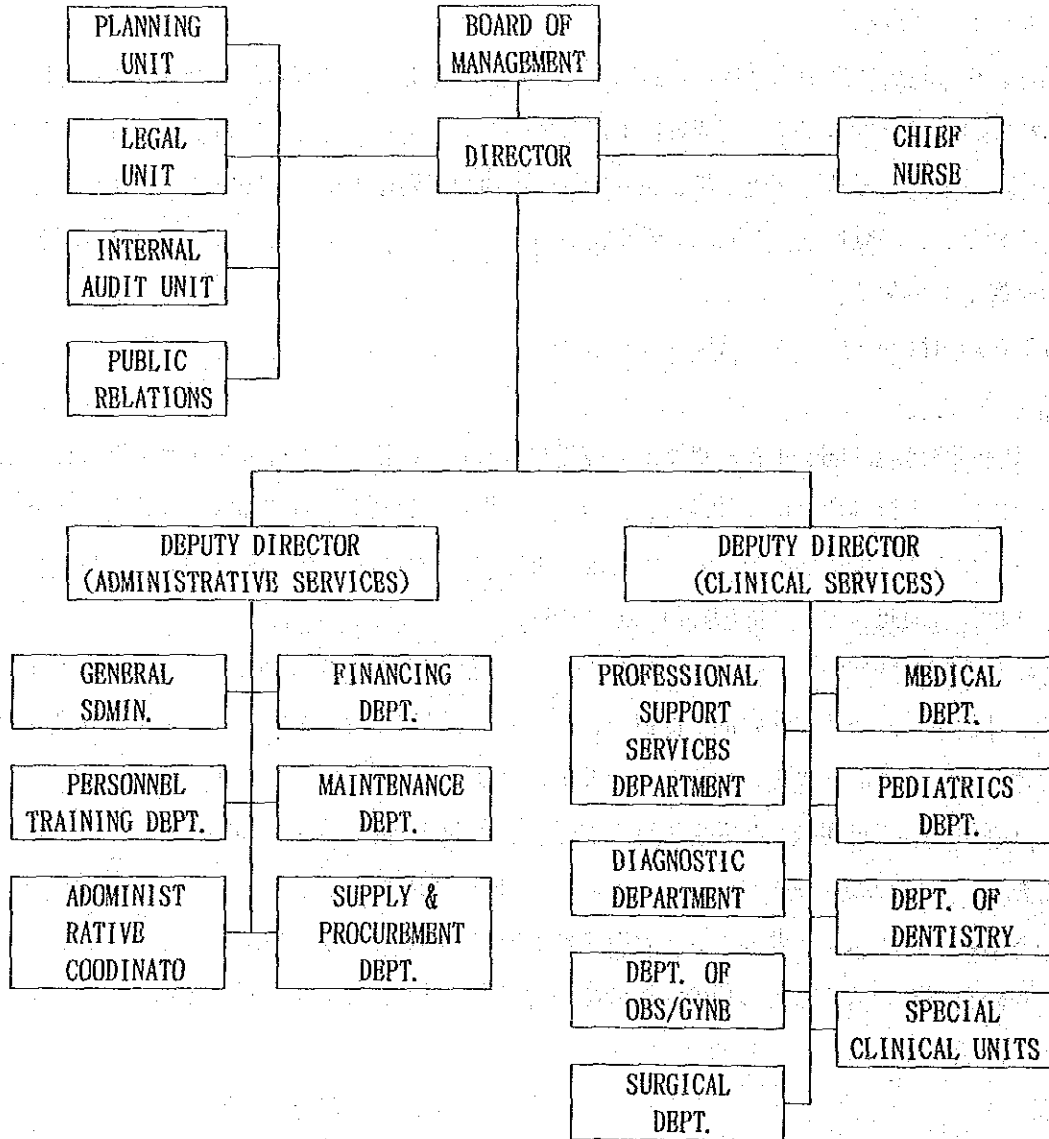 PLANNING
UNIT
BOARD OF
MANAGEMENT
LEGAL
UNIT
DIRECTOR
CHIEF
NURSE
INTERNAL
AUDIT UNIT
PUBLIC
RELATIONS
DEPUTY DIRECTOR
(ADMINISTRATIVE SERVICES)
DEPUTY DIRECTOR
(CLINICAL SERVICES)
GENERAL
SDMIN.
FINANCING
DEPT.
PERSONNEL
TRAINING DEPT.
MAINTENANCE
DEPT.
ADOMINIST
RATIVE
COODINATO
SUPPLY &
PROCUREMENT
DEPT.
PROFESSIONAL
SUPPORT
SERVICES
DEPARTMENT
MEDICAL
DEPT.
PEDIATRICS
DEPT.
DIAGNOSTIC
DEPARTMENT
DEPT. OF
DENTISTRY
DEPT. OF
OBS/GYNE
SPECIAL
CLINICAL UNITS
SURGICAL
DEPT.